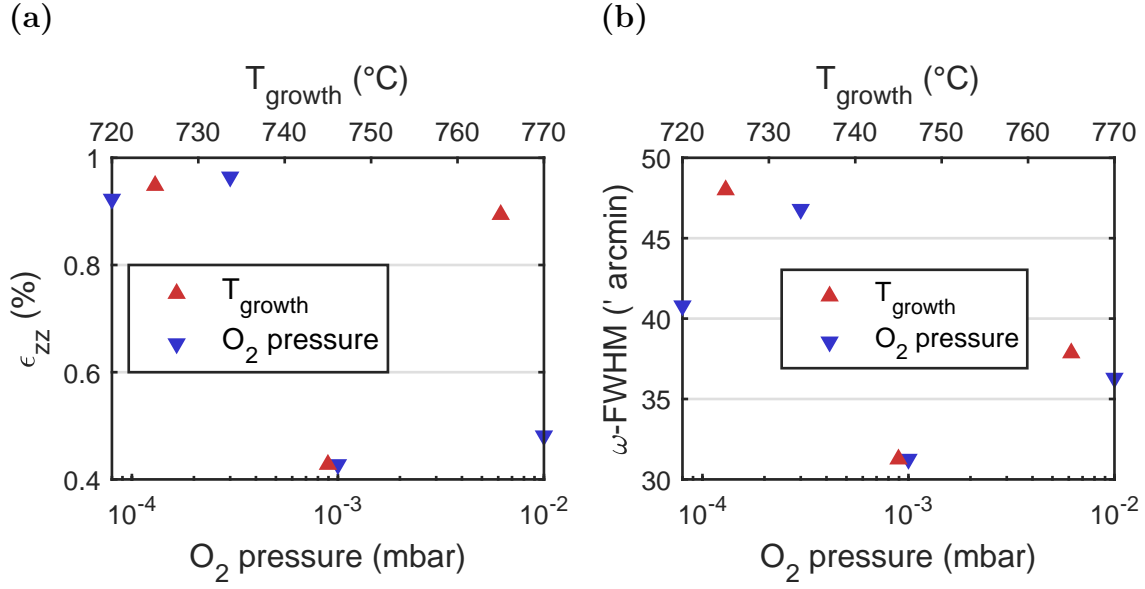 (a)
T_growth (°C)
720 730 740 750 760 770
1
0.8
0.6
0.4
ϵ_zz (%)
T_growth
O_2 pressure
10^-4 10^-3 10^-2
O_2 pressure (mbar)
(b)
T_growth (°C)
720 730 740 750 760 770
50
45
40
35
30
ω-FWHM (' arcmin)
T_growth
O_2 pressure
10^-4 10^-3 10^-2
O_2 pressure (mbar)